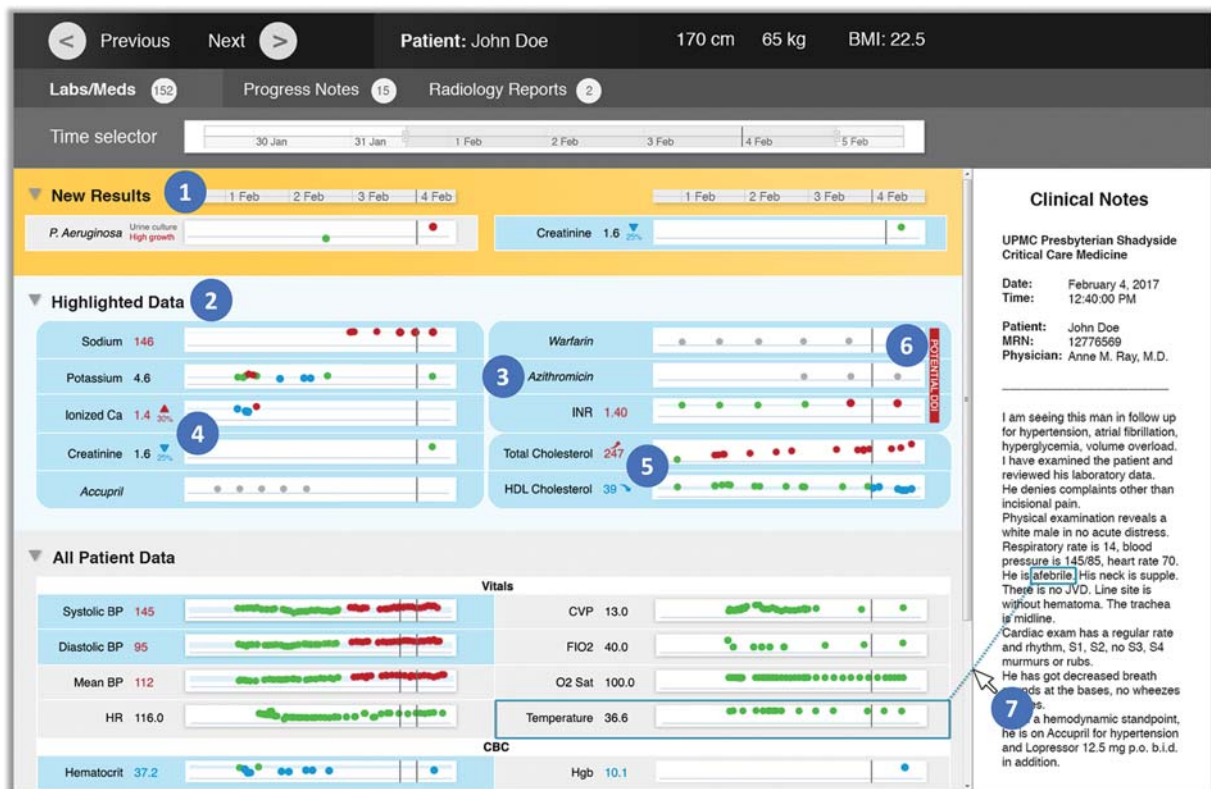 < Previous Next > Patient: John Doe 170 cm 65 kg BMI: 22.5
Labs/Meds 152 Progress Notes 15 Radiology Reports 2
Time selector 30 Jan 31 Jan 1 Feb 2 Feb 3 Feb 4 Feb 5 Feb
New Results 1 1 Feb 2 Feb 3 Feb 4 Feb 1 Feb 2 Feb 3 Feb 4 Feb
P. Aeruginosa Urine culture High growth Creatinine 1.6 25%
Highlighted Data 2
Sodium 146
Potassium 4.6
Ionized Ca 1.4 30%
4
Creatinine 1.6 25%
Accupril
Warfarin
6
3 Azithromicin
INR 1.40
POTENTIAL DDI
Total Cholesterol 247
5
HDL Cholesterol 39
All Patient Data
Vitals
Systolic BP 145 CVP 13.0
Diastolic BP 95 FIO2 40.0
Mean BP 112 O2 Sat 100.0
HR 116.0 Temperature 36.6
CBC
Hematocrit 37.2 Hgb 10.1
Clinical Notes
UPMC Presbyterian Shadyside
Critical Care Medicine
Date: February 4, 2017
Time: 12:40:00 PM
Patient: John Doe
MRN: 12776569
Physician: Anne M. Ray, M.D.
I am seeing this man in follow up
for hypertension, atrial fibrillation,
hyperglycemia, volume overload.
I have examined the patient and
reviewed his laboratory data.
He denies complaints other than
incisional pain.
Physical examination reveals a
white male in no acute distress.
Respiratory rate is 14, blood
pressure is 145/85, heart rate 70.
He is afebrile. His neck is supple.
There is no JVD. Line site is
without hematoma. The trachea
is midline.
Cardiac exam has a regular rate
and rhythm, S1, S2, no S3, S4
murmurs or rubs.
He has got decreased breath
at the bases, no wheezes
7
a hemodynamic standpoint,
he is on Accupril for hypertension
and Lopressor 12.5 mg p.o. b.i.d.
in addition.